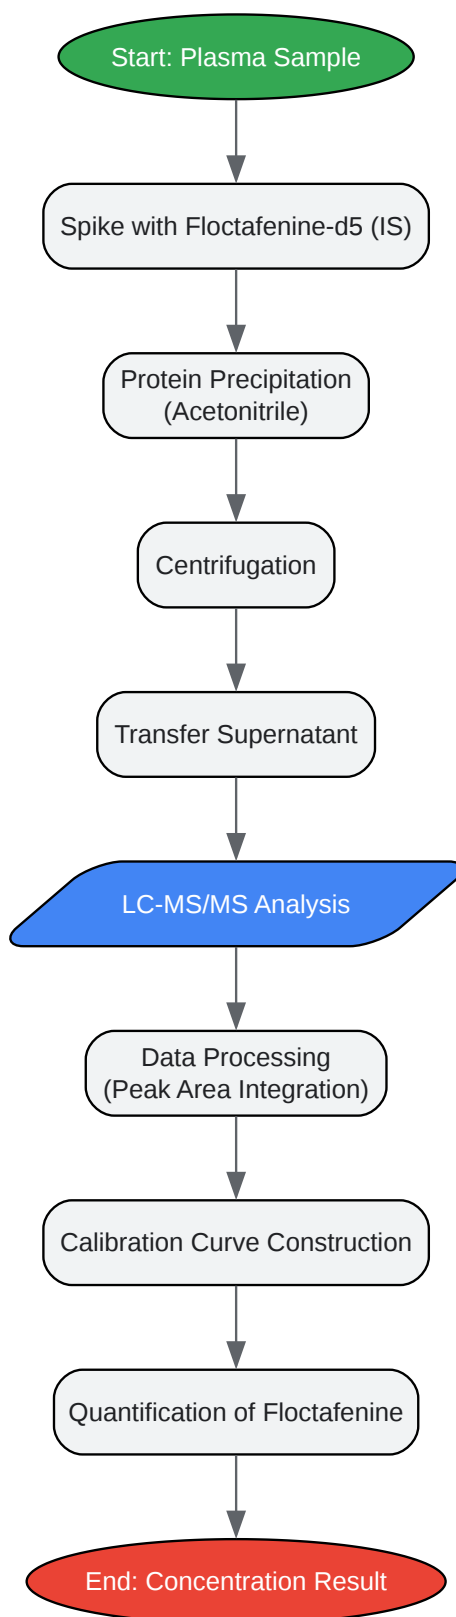 Start: Plasma Sample
Spike with Floctafenine-d5 (IS)
Protein Precipitation
(Acetonitrile)
Centrifugation
Transfer Supernatant
LC-MS/MS Analysis
Data Processing
(Peak Area Integration)
Calibration Curve Construction
Quantification of Floctafenine
End: Concentration Result